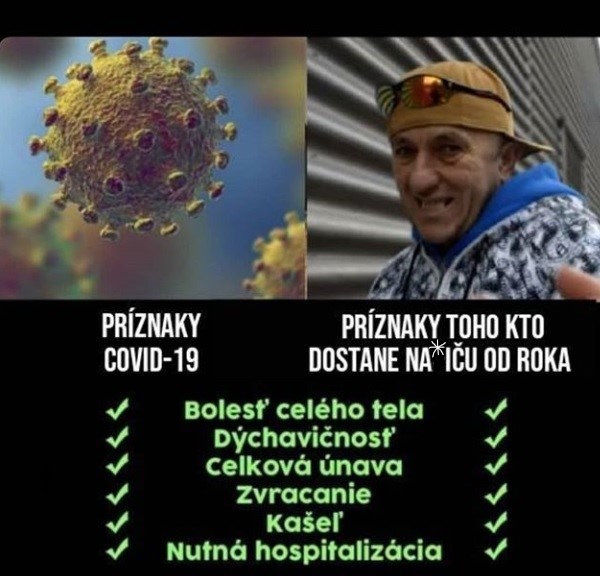 PRÍZNAKY
COVID-19
PRÍZNAKY TOHO KTO
DOSTANE NA*IČU OD ROKA
Bolesť celého tela
Dýchavičnosť
Celková únava
Zvracanie
Kašeľ
Nutná hospitalizácia